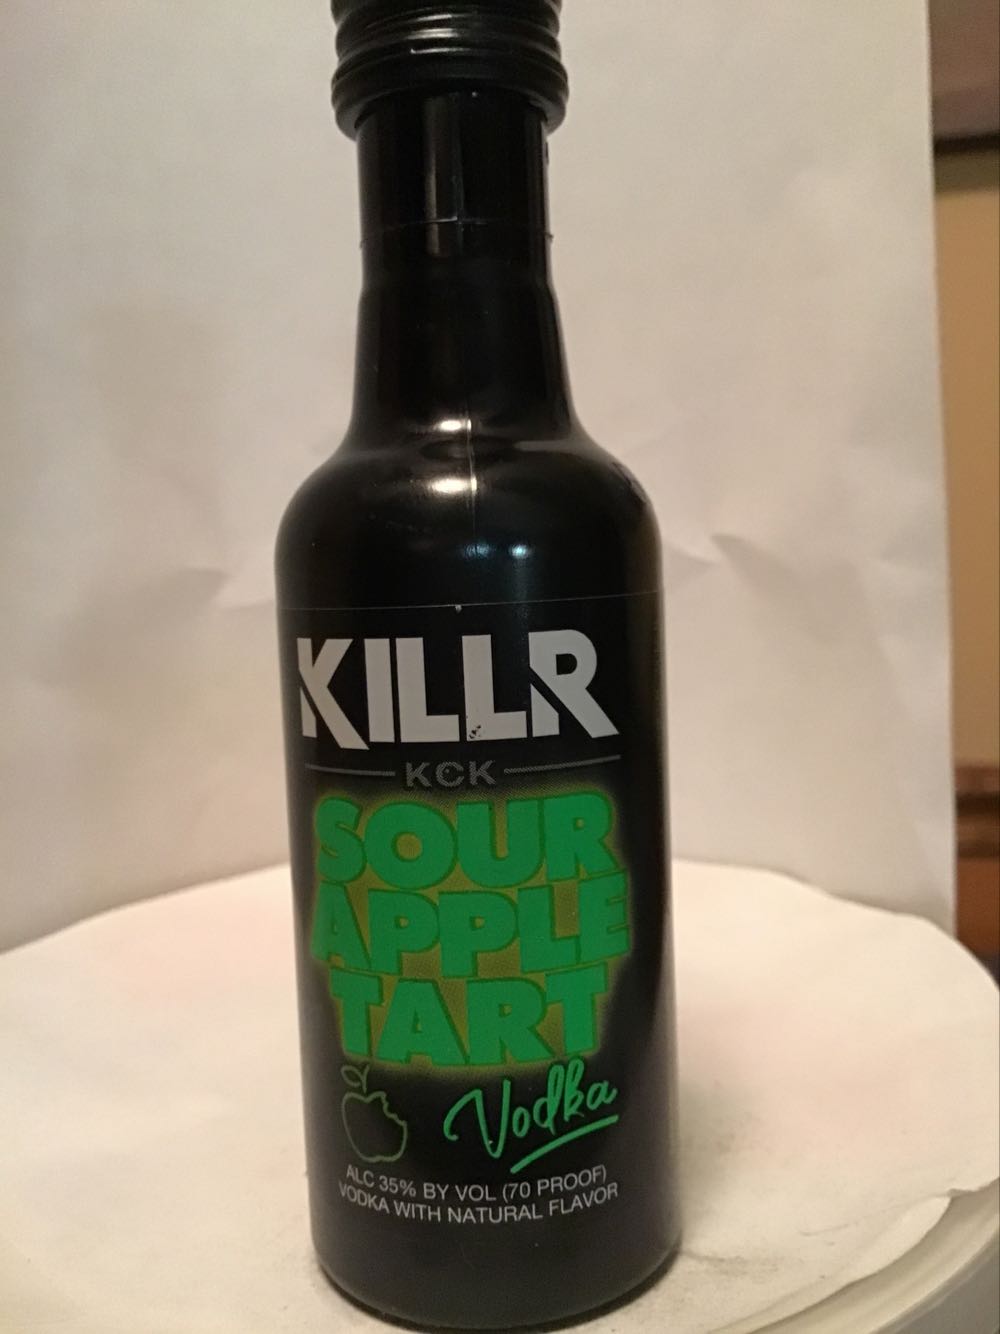 KILLR
KCK
SOUR
APPLE
TART
Vodka
ALC 35% BY VOL (70 PROOF)
VODKA WITH NATURAL FLAVOR